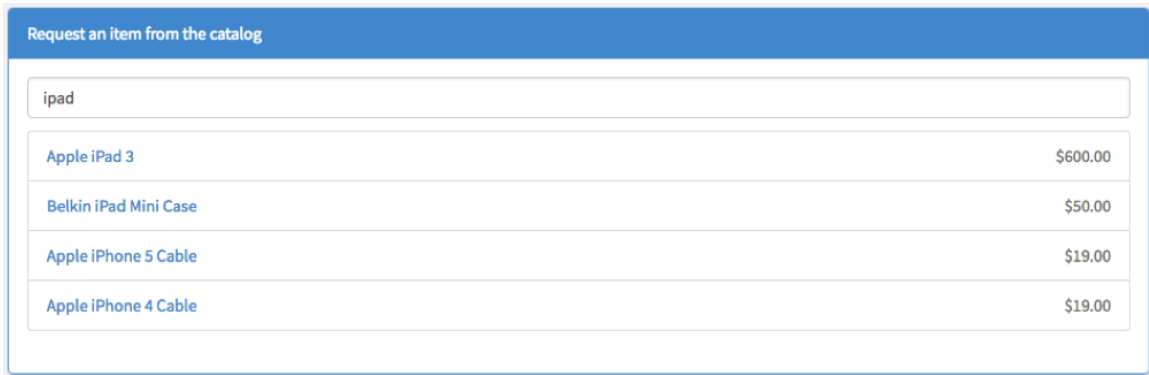 Request an item from the catalog
ipad
Apple iPad 3 $600.00
Belkin iPad Mini Case $50.00
Apple iPhone 5 Cable $19.00
Apple iPhone 4 Cable $19.00